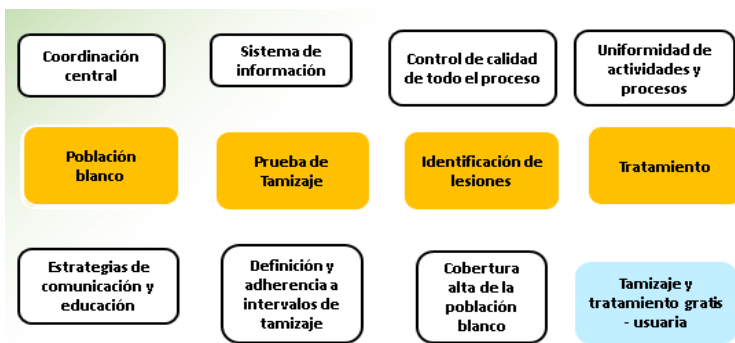 Coordinación
central
Sistema de
información
Control de calidad
de todo el proceso
Uniformidad de
actividades y
procesos
Población
blanco
Prueba de
Tamizaje
Identificación de
lesiones
Tratamiento
Estrategias de
comunicación y
educación
Definición y
adherencia a
intervalos de
tamizaje
Cobertura
alta de la
población
blanco
Tamizaje y
tratamiento gratis
- usuaria